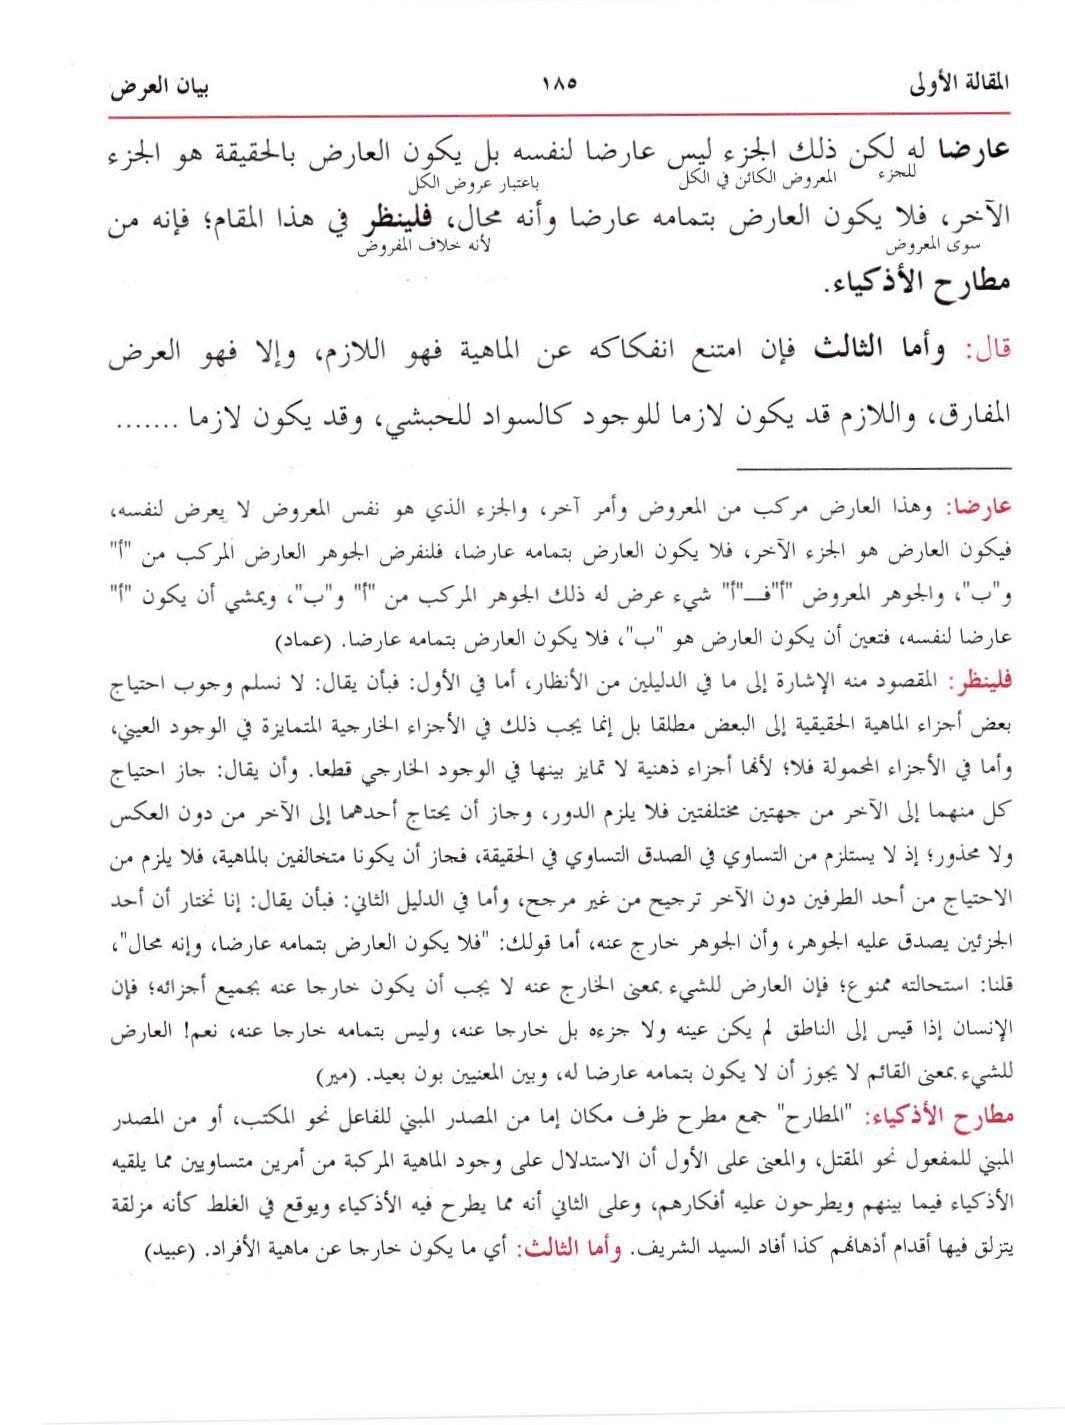 المقالة الأولى ١٨٥ بيان العرض
عارضا له لكن ذلك الجزء ليس عارضا لنفسه بل يكون العارض بالحقيقة هو الجزء
للجزء المعروض الكائن في الكل باعتبار عروض الكل
الآخر، فلا يكون العارض بتمامه عارضا وأنه محال، فلينظر في هذا المقام؛ فإنه من
سوى المعروض لأنه خلاف المفروض
مطارح الأذكياء.
قال: وأما الثالث فإن امتنع انفكاكه عن الماهية فهو اللازم، وإلا فهو العرض
المفارق، واللازم قد يكون لازما للوجود كالسواد للحبشي، وقد يكون لازما .......
عارضا: وهذا العارض مركب من المعروض وأمر آخر، والجزء الذي هو نفس المعروض لا يعرض لنفسه،
فيكون العارض هو الجزء الآخر، فلا يكون العارض بتمامه عارضا، فلنفرض الجوهر العارض المركب من "أ"
و"ب"، والجوهر المعروض "أ"فــ"أ" شيء عرض له ذلك الجوهر المركب من "أ" و"ب"، ويمشي أن يكون "أ"
عارضا لنفسه، فتعين أن يكون العارض هو "ب"، فلا يكون العارض بتمامه عارضا. (عماد)
فلينظر: المقصود منه الإشارة إلى ما في الدليلين من الأنظار، أما في الأول: فبأن يقال: لا نسلم وجوب احتياج
بعض أجزاء الماهية الحقيقية إلى البعض مطلقا بل إنما يجب ذلك في الأجزاء الخارجية المتمايزة في الوجود العيني،
وأما في الأجزاء المحمولة فلا؛ لأنها أجزاء ذهنية لا تمايز بينها في الوجود الخارجي قطعا. وأن يقال: جاز احتياج
كل منهما إلى الآخر من جهتين مختلفتين فلا يلزم الدور، وجاز أن يحتاج أحدهما إلى الآخر من دون العكس
ولا محذور؛ إذ لا يستلزم من التساوي في الصدق التساوي في الحقيقة، فجاز أن يكونا متخالفين بالماهية، فلا يلزم من
الاحتياج من أحد الطرفين دون الآخر ترجيح من غير مرجح، وأما في الدليل الثاني: فبأن يقال: إنا نختار أن أحد
الجزئين يصدق عليه الجوهر، وأن الجوهر خارج عنه، أما قولك: "فلا يكون العارض بتمامه عارضا، وإنه محال"،
قلنا: استحالته ممنوع؛ فإن العارض للشيء بمعنى الخارج عنه لا يجب أن يكون خارجا عنه بجميع أجزائه؛ فإن
الإنسان إذا قيس إلى الناطق لم يكن عينه ولا جزءه بل خارجا عنه، وليس بتمامه خارجا عنه، نعم! العارض
للشيء بمعنى القائم لا يجوز أن لا يكون بتمامه عارضا له، وبين المعنيين بون بعيد. (مير)
مطارح الأذكياء: "المطارح" جمع مطرح ظرف مكان إما من المصدر المبني للفاعل نحو المكتب، أو من المصدر
المبني للمفعول نحو المقتل، والمعنى على الأول أن الاستدلال على وجود الماهية المركبة من أمرين متساويين مما يلقيه
الأذكياء فيما بينهم ويطرحون عليه أفكارهم، وعلى الثاني أنه مما يطرح فيه الأذكياء ويوقع في الغلط كأنه مزلقة
يتزلق فيها أقدام أذهانهم كذا أفاد السيد الشريف. وأما الثالث: أي ما يكون خارجا عن ماهية الأفراد. (عبيد)